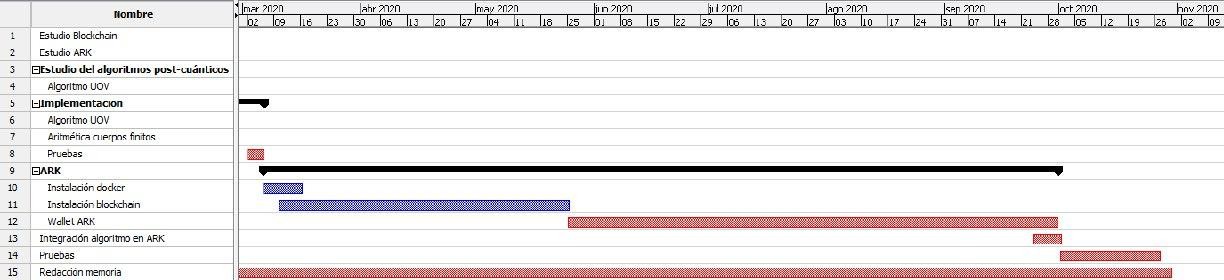 Nombre
mar 2020 abr 2020 may 2020 jun 2020 jul 2020 ago 2020 sep 2020 oct 2020 nov 2020
02 09 16 23 30 06 13 20 27 04 11 18 25 01 08 15 22 29 06 13 20 27 03 10 17 24 31 07 14 21 28 05 12 19 26 02 09
1 Estudio Blockchain
2 Estudio ARK
3 Estudio del algoritmos post-cuánticos
4 Algoritmo UOV
5 Implementacion
6 Algoritmo UOV
7 Aritmética cuerpos finitos
8 Pruebas
9 ARK
10 Instalación docker
11 Instalación blockchain
12 Wallet ARK
13 Integración algoritmo en ARK
14 Pruebas
15 Redacción memoria